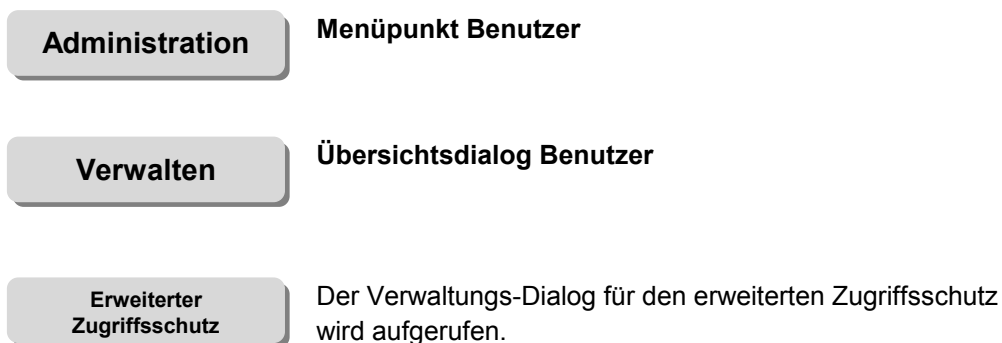 Administration
Menüpunkt Benutzer
Verwalten
Übersichtsdialog Benutzer
Erweiterter
Zugriffsschutz
Der Verwaltungs-Dialog für den erweiterten Zugriffsschutz
wird aufgerufen.